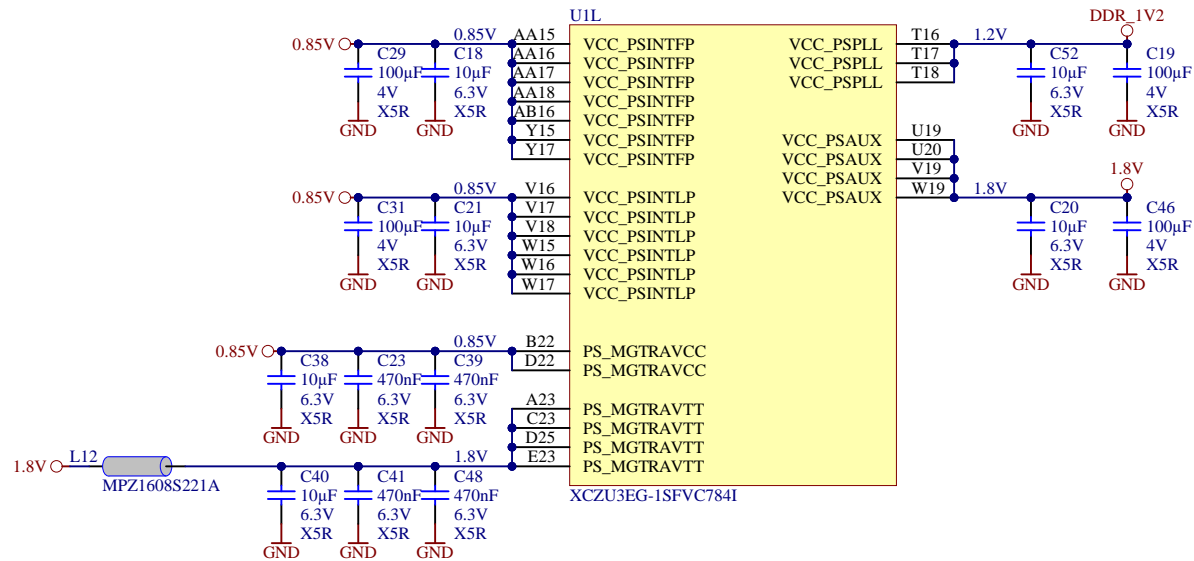 U1L
DDR_1V2
0.85V
0.85V
AA15
VCC_PSINTFP
AA16
VCC_PSINTFP
AA17
VCC_PSINTFP
AA18
VCC_PSINTFP
AB16
VCC_PSINTFP
Y15
VCC_PSINTFP
Y17
VCC_PSINTFP
C29
100µF
4V
X5R
GND
C18
10µF
6.3V
X5R
GND
VCC_PSPLL
T16
VCC_PSPLL
T17
VCC_PSPLL
T18
1.2V
C52
10µF
6.3V
X5R
GND
C19
100µF
4V
X5R
GND
VCC_PSAUX
U19
VCC_PSAUX
U20
VCC_PSAUX
V19
VCC_PSAUX
W19
1.8V
1.8V
C20
10µF
6.3V
X5R
GND
C46
100µF
4V
X5R
GND
0.85V
0.85V
V16
VCC_PSINTLP
V17
VCC_PSINTLP
V18
VCC_PSINTLP
W15
VCC_PSINTLP
W16
VCC_PSINTLP
W17
VCC_PSINTLP
C31
100µF
4V
X5R
GND
C21
10µF
6.3V
X5R
GND
0.85V
0.85V
B22
PS_MGTRAVCC
D22
PS_MGTRAVCC
C38
10µF
6.3V
X5R
GND
C23
470nF
6.3V
X5R
GND
C39
470nF
6.3V
X5R
GND
A23
PS_MGTRAVTT
C23
PS_MGTRAVTT
D25
PS_MGTRAVTT
E23
PS_MGTRAVTT
1.8V
L12
MPZ1608S221A
1.8V
C40
10µF
6.3V
X5R
GND
C41
470nF
6.3V
X5R
GND
C48
470nF
6.3V
X5R
GND
XCZU3EG-1SFVC784I